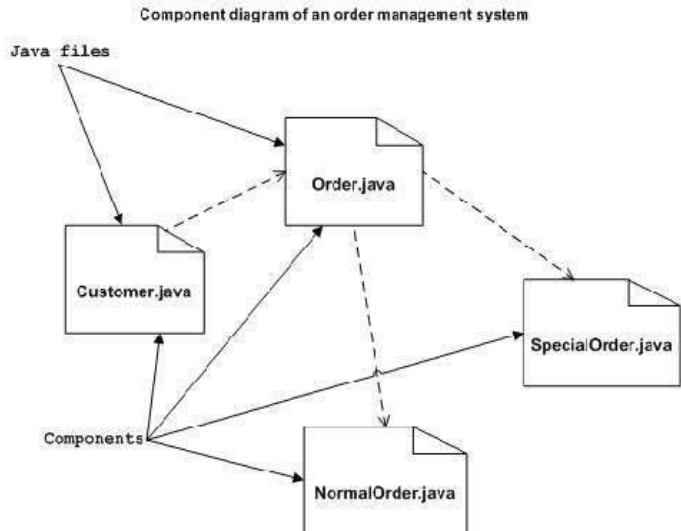 Component diagram of an order management system
Java files
Order.java
Customer.java
SpecialOrder.java
Components
NormalOrder.java